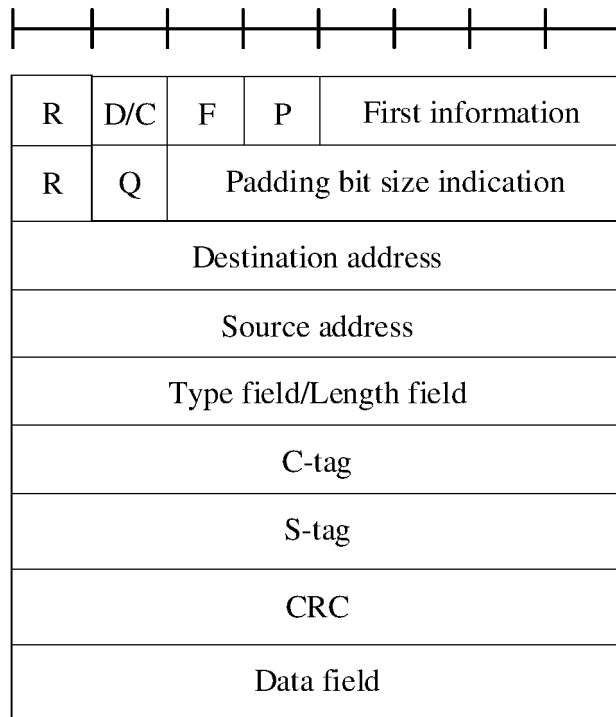 R D/C F P First information
R Q Padding bit size indication
Destination address
Source address
Type field/Length field
C-tag
S-tag
CRC
Data field